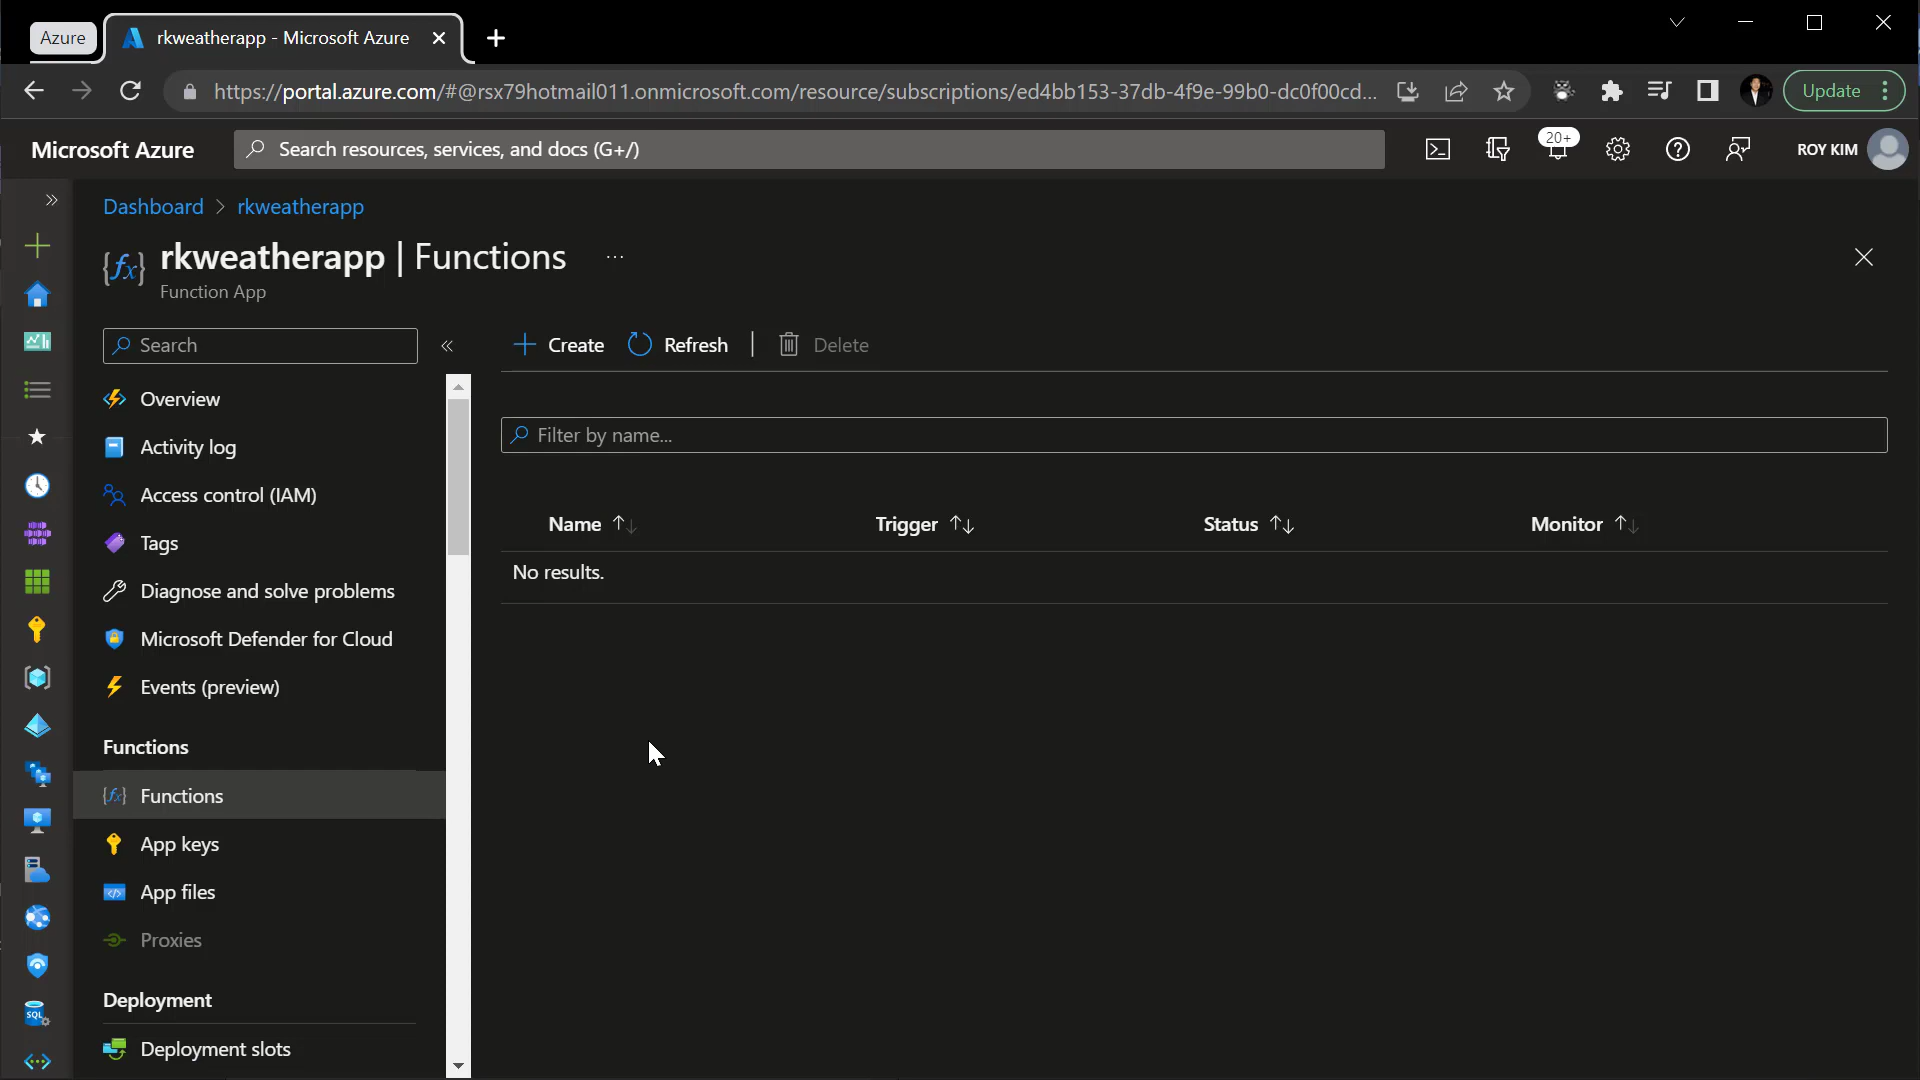 Azure
rkweatherapp - Microsoft Azure
https://portal.azure.com/#@rsx79hotmail011.onmicrosoft.com/resource/subscriptions/ed4bb153-37db-4f9e-99b0-dc0f00cd...
Update
Microsoft Azure
Search resources, services, and docs (G+/)
20+
ROY KIM
Dashboard > rkweatherapp
{fx} rkweatherapp | Functions ...
Function App
Search
«
Create
Refresh
Delete
Overview
Activity log
Access control (IAM)
Tags
Diagnose and solve problems
Microsoft Defender for Cloud
Events (preview)
Functions
{fx} Functions
App keys
App files
Proxies
Deployment
Deployment slots
Filter by name...
Name ↑↓ Trigger ↑↓ Status ↑↓ Monitor ↑↓
No results.
SQL